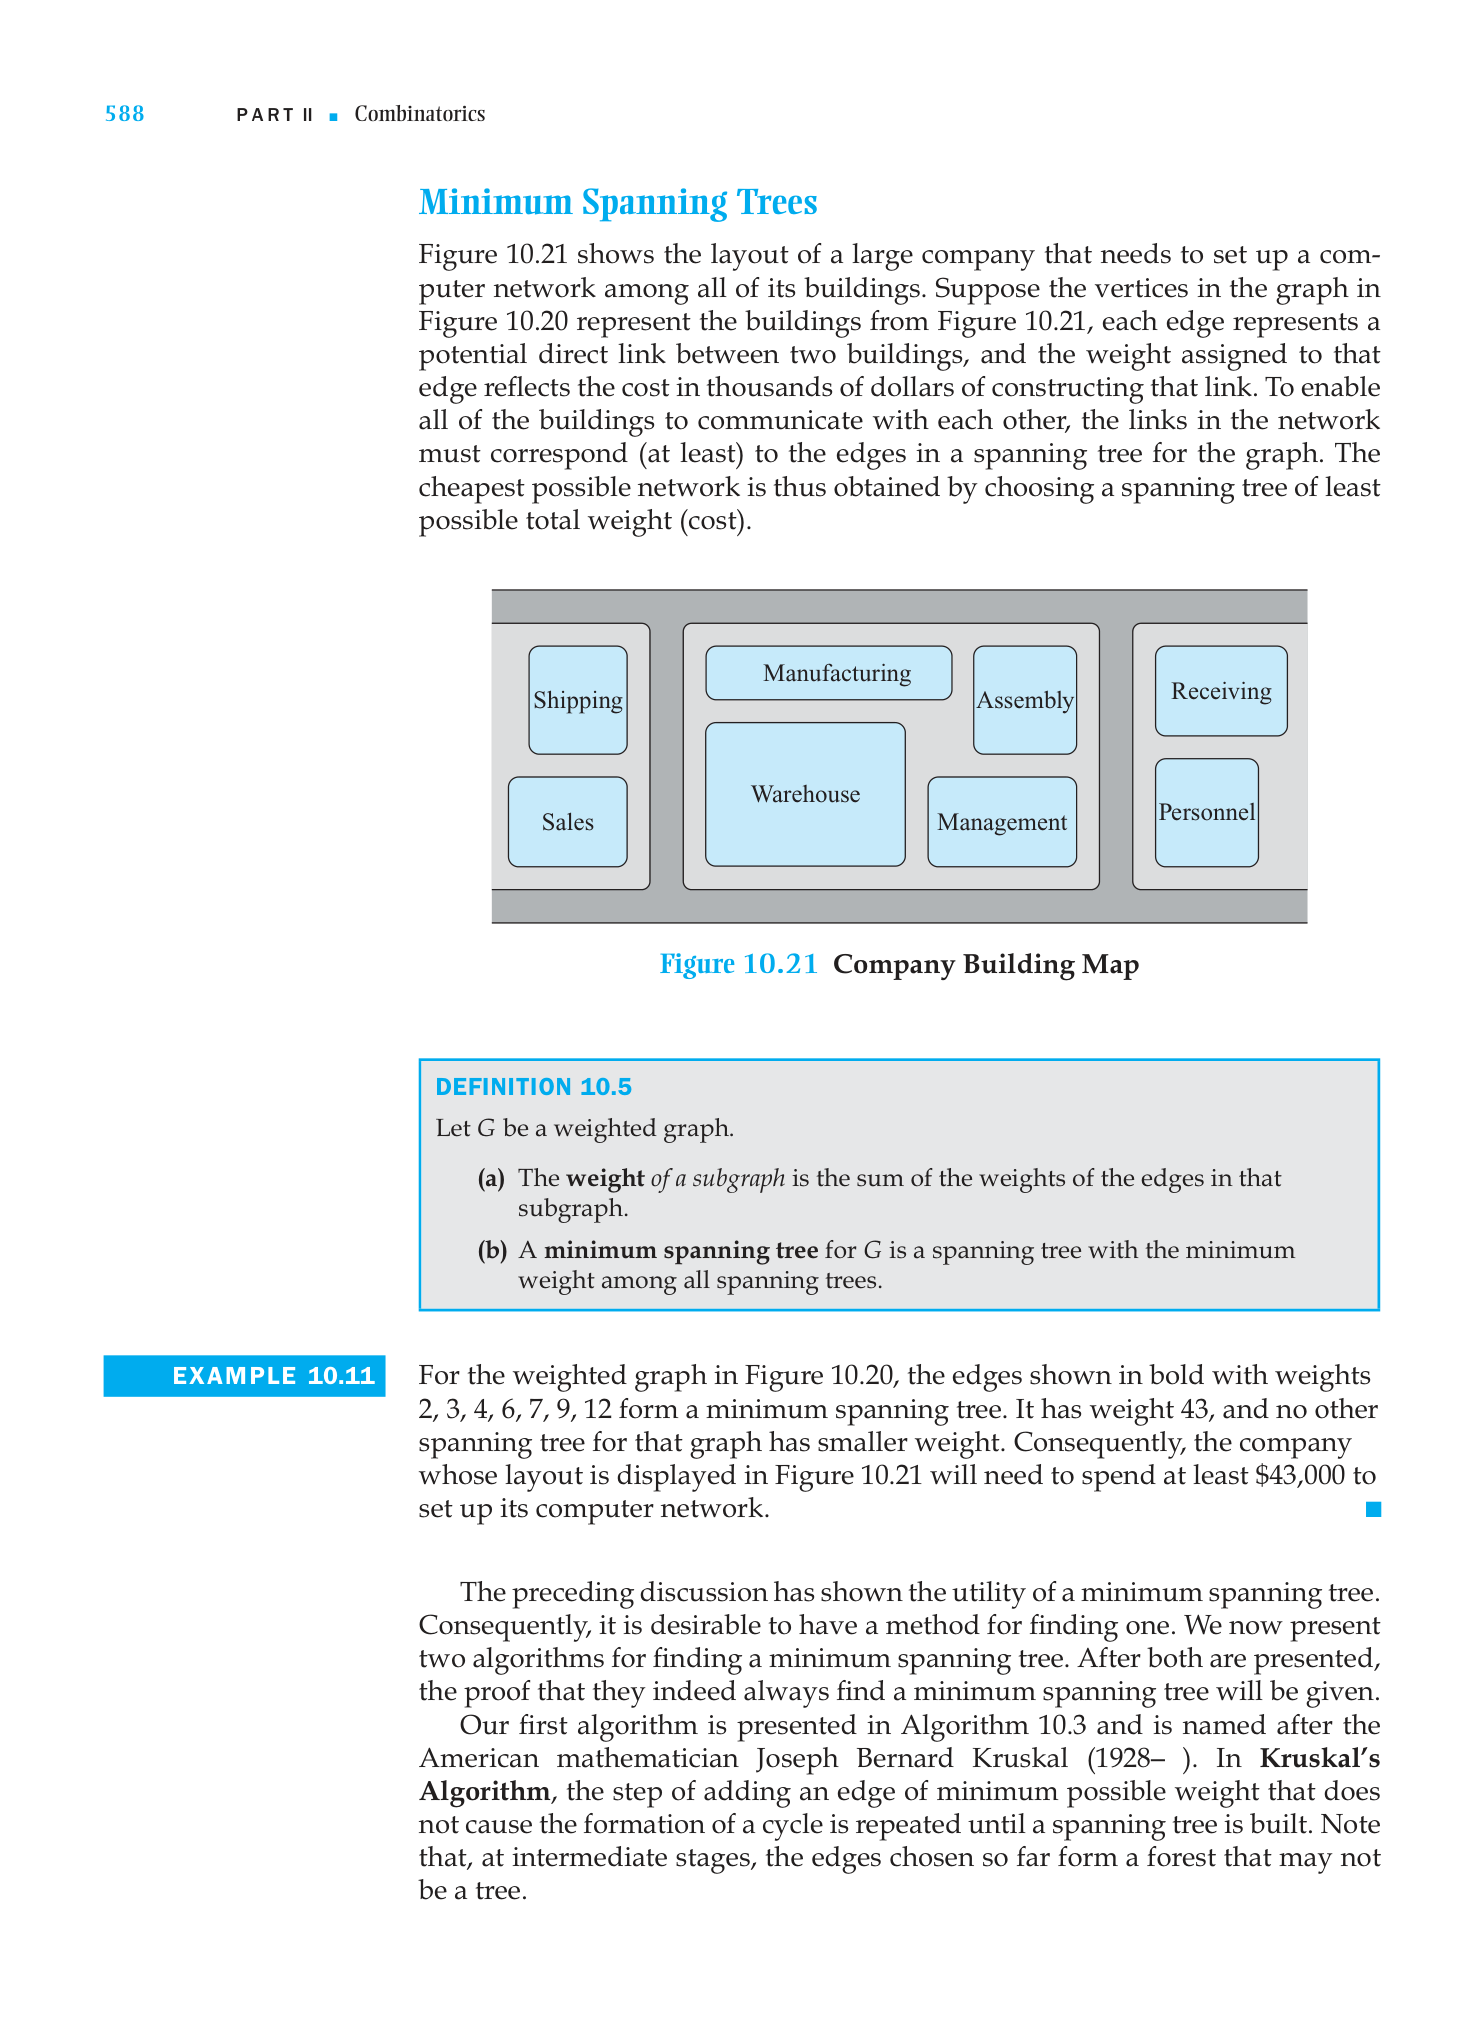 588 PART II ■ Combinatorics
Minimum Spanning Trees
Figure 10.21 shows the layout of a large company that needs to set up a com-
puter network among all of its buildings. Suppose the vertices in the graph in
Figure 10.20 represent the buildings from Figure 10.21, each edge represents a
potential direct link between two buildings, and the weight assigned to that
edge reflects the cost in thousands of dollars of constructing that link. To enable
all of the buildings to communicate with each other, the links in the network
must correspond (at least) to the edges in a spanning tree for the graph. The
cheapest possible network is thus obtained by choosing a spanning tree of least
possible total weight (cost).
Shipping
Sales
Manufacturing
Assembly
Warehouse
Management
Receiving
Personnel
Figure 10.21 Company Building Map
DEFINITION 10.5
Let G be a weighted graph.
(a) The weight of a subgraph is the sum of the weights of the edges in that
subgraph.
(b) A minimum spanning tree for G is a spanning tree with the minimum
weight among all spanning trees.
EXAMPLE 10.11
For the weighted graph in Figure 10.20, the edges shown in bold with weights
2, 3, 4, 6, 7, 9, 12 form a minimum spanning tree. It has weight 43, and no other
spanning tree for that graph has smaller weight. Consequently, the company
whose layout is displayed in Figure 10.21 will need to spend at least $43,000 to
set up its computer network. ■
The preceding discussion has shown the utility of a minimum spanning tree.
Consequently, it is desirable to have a method for finding one. We now present
two algorithms for finding a minimum spanning tree. After both are presented,
the proof that they indeed always find a minimum spanning tree will be given.
Our first algorithm is presented in Algorithm 10.3 and is named after the
American mathematician Joseph Bernard Kruskal (1928– ). In Kruskal's
Algorithm, the step of adding an edge of minimum possible weight that does
not cause the formation of a cycle is repeated until a spanning tree is built. Note
that, at intermediate stages, the edges chosen so far form a forest that may not
be a tree.